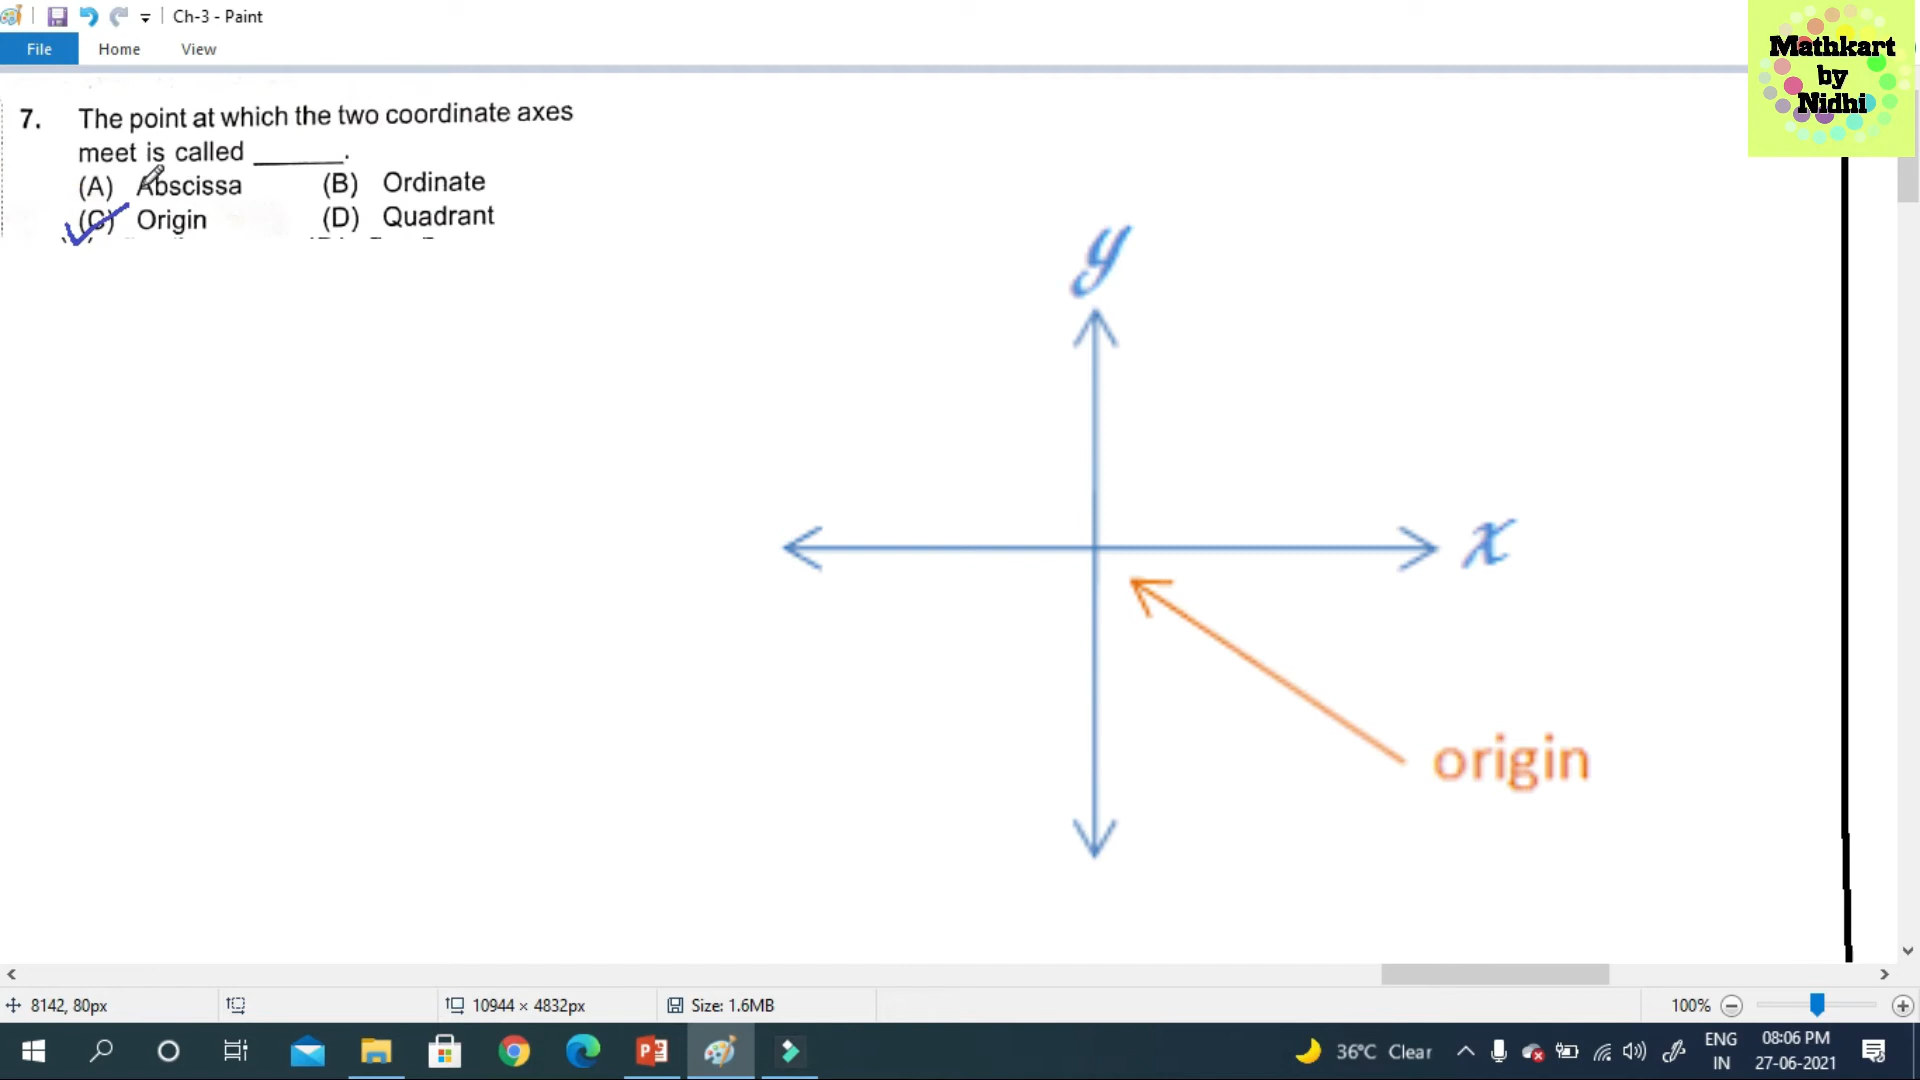 Ch-3 - Paint
File Home View
Mathkart
by
Nidhi
7. The point at which the two coordinate axes
meet is called ______.
(A) Abscissa (B) Ordinate
(C) Origin (D) Quadrant
y
x
origin
8142, 80px 10944 × 4832px Size: 1.6MB 100%
36°C Clear ENG 08:06 PM
IN 27-06-2021